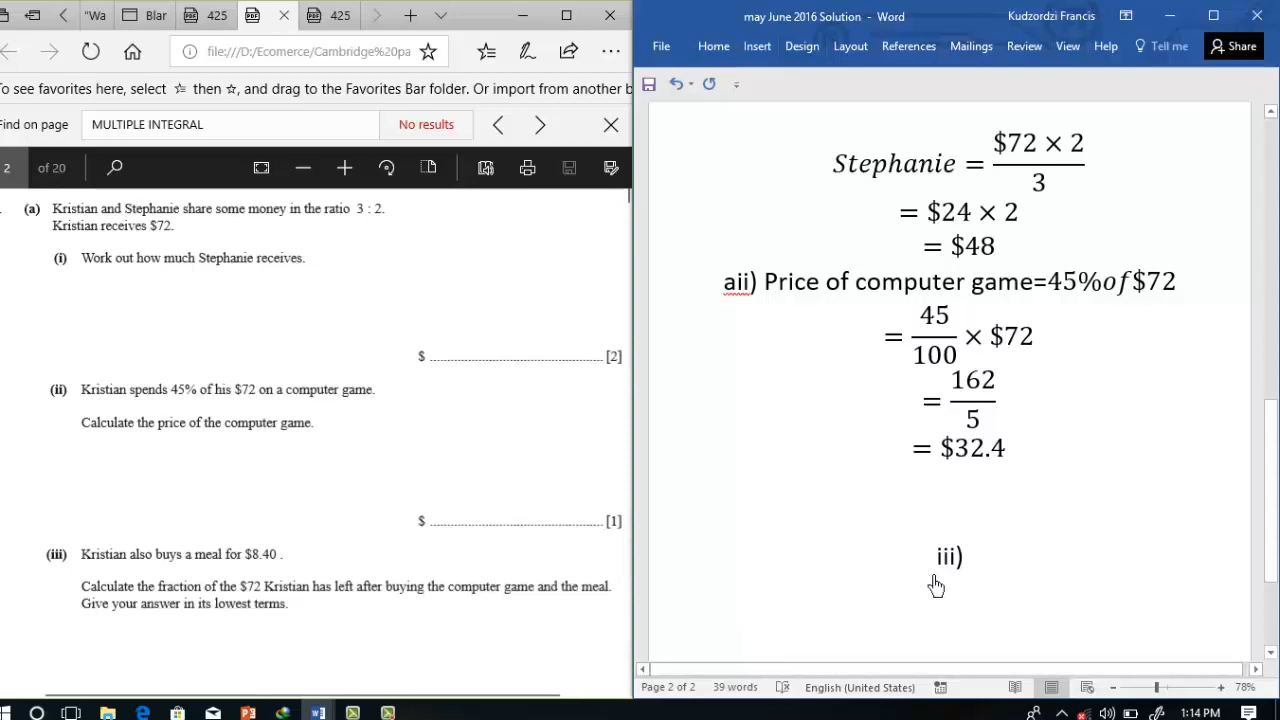 "Wa
Blar
425
425
file:///D:/Ecomerce/Cambridge%20pa
To see favorites here, select then ☆, and drag to the Favorites Bar folder. Or import from another b
Find on page
MULTIPLE INTEGRAL
No results
2
of 20
(a) Kristian and Stephanie share some money in the ratio 3 : 2.
Kristian receives $72.
(i) Work out how much Stephanie receives.
$ ................................................ [2]
(ii) Kristian spends 45% of his $72 on a computer game.
Calculate the price of the computer game.
$ ................................................ [1]
(iii) Kristian also buys a meal for $8.40 .
Calculate the fraction of the $72 Kristian has left after buying the computer game and the meal.
Give your answer in its lowest terms.
may June 2016 Solution - Word
Kudzordzi Francis
File Home Insert Design Layout References Mailings Review View Help Tell me Share
Stephanie = $72 × 2
3
= $24 × 2
= $48
aii) Price of computer game=45%of$72
= 45
100 × $72
= 162
5
= $32.4
iii)
Page 2 of 2 39 words English (United States) 78%
1:14 PM